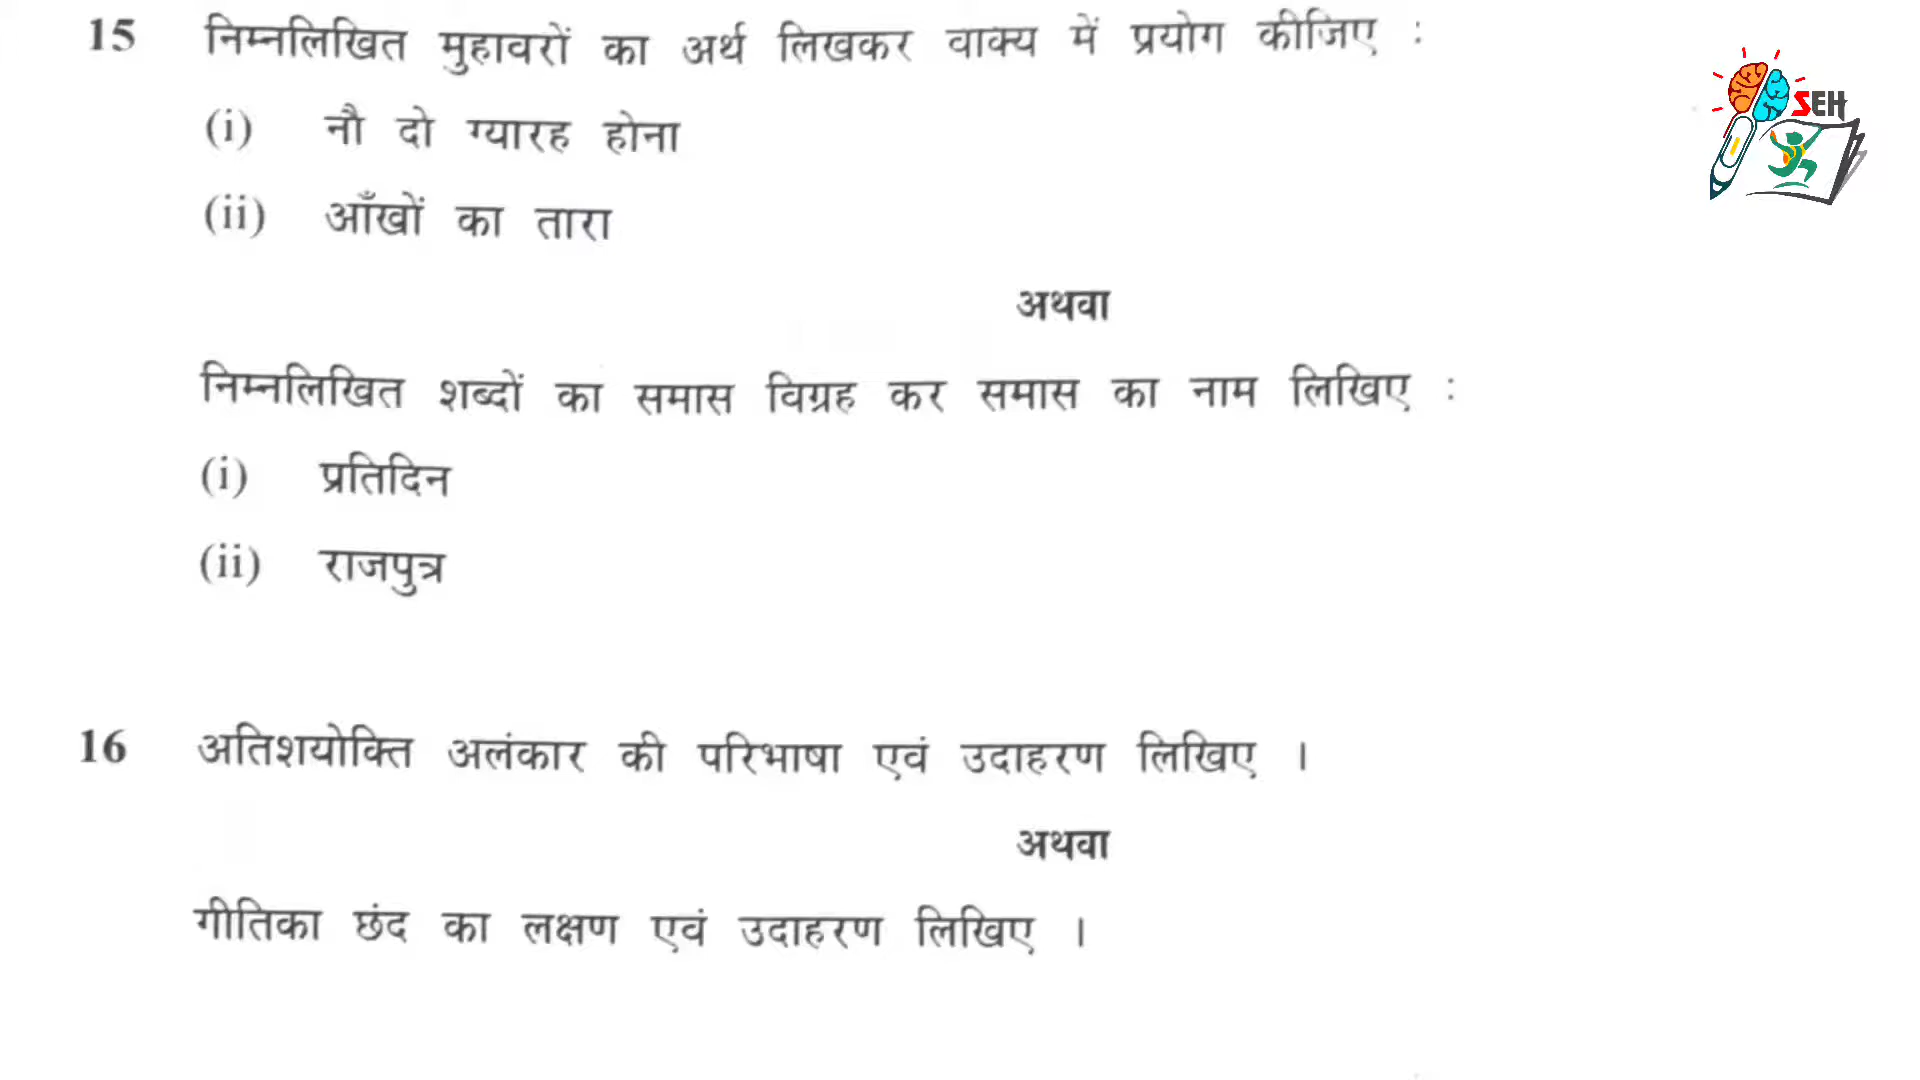 15 निम्नलिखित मुहावरों का अर्थ लिखकर वाक्य में प्रयोग कीजिए :
SEH
(i) नौ दो ग्यारह होना
(ii) आँखों का तारा
अथवा
निम्नलिखित शब्दों का समास विग्रह कर समास का नाम लिखिए :
(i) प्रतिदिन
(ii) राजपुत्र
16 अतिशयोक्ति अलंकार की परिभाषा एवं उदाहरण लिखिए ।
अथवा
गीतिका छंद का लक्षण एवं उदाहरण लिखिए ।